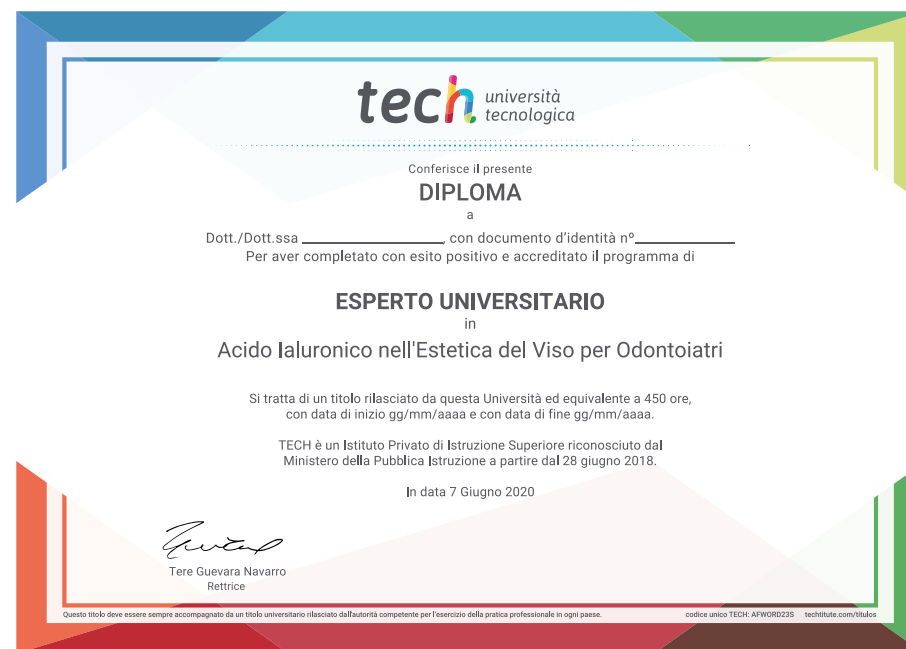 tech università
tecnologica
Conferisce il presente
DIPLOMA
a
Dott./Dott.ssa ______________, con documento d'identità nº__________
Per aver completato con esito positivo e accreditato il programma di
ESPERTO UNIVERSITARIO
in
Acido Ialuronico nell'Estetica del Viso per Odontoiatri
Si tratta di un titolo rilasciato da questa Università ed equivalente a 450 ore,
con data di inizio gg/mm/aaaa e con data di fine gg/mm/aaaa.
TECH è un Istituto Privato di Istruzione Superiore riconosciuto dal
Ministero della Pubblica Istruzione a partire dal 28 giugno 2018.
In data 7 Giugno 2020
Tere Guevara Navarro
Rettrice
Questo titolo deve essere sempre accompagnato da un titolo universitario rilasciato dall'autorità competente per l'esercizio della pratica professionale in ogni paese. codice unico TECH: AFWORD23S techtitute.com/titulos